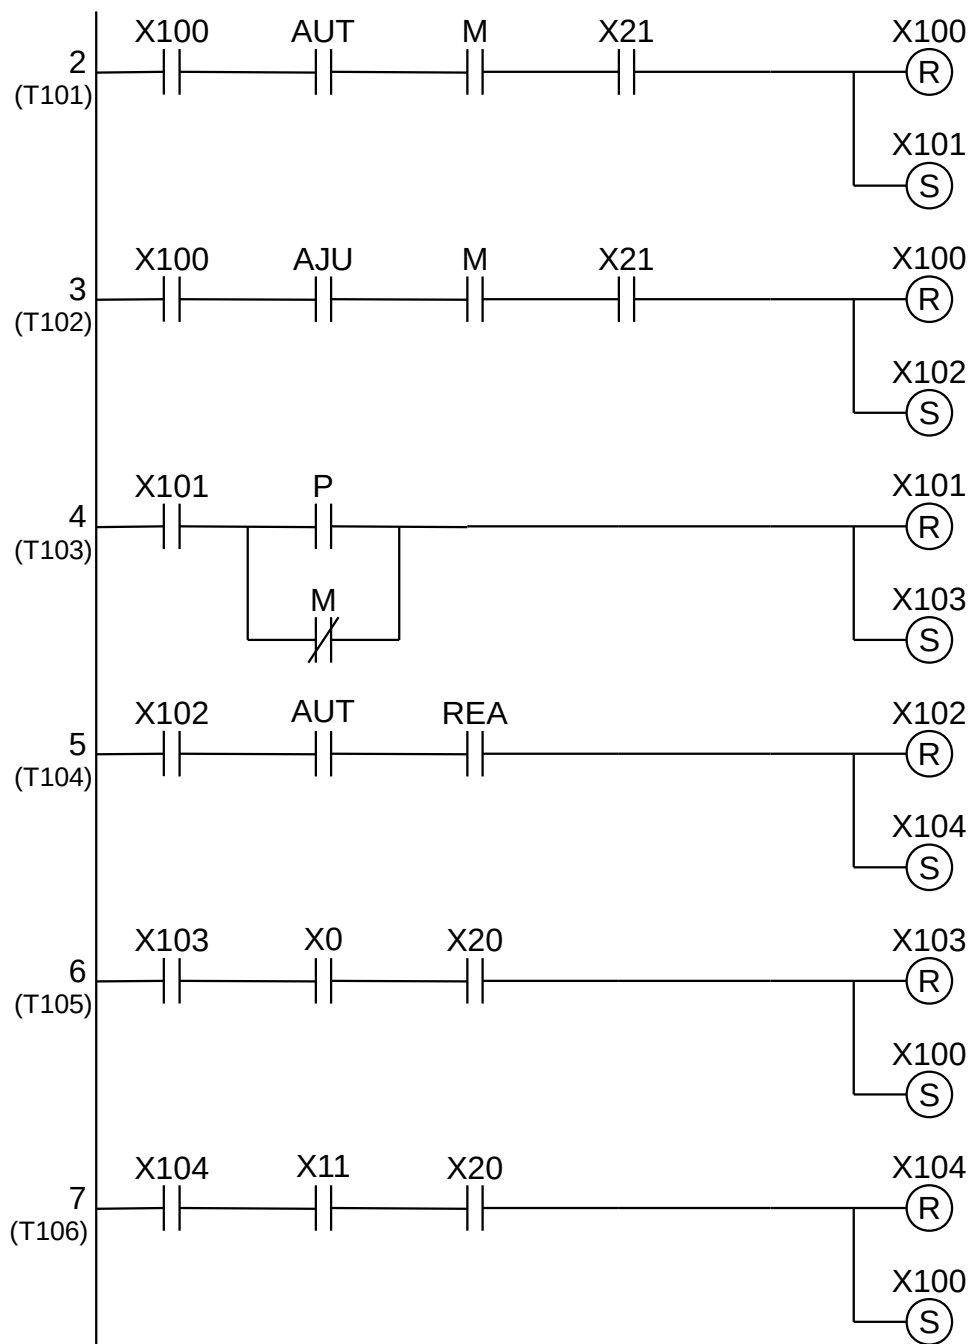 X100 AUT M X21 X100
2
(T101)
R
X101
S
X100 AJU M X21 X100
3
(T102)
R
X102
S
X101 P X101
4
(T103)
R
M X103
S
X102 AUT REA X102
5
(T104)
R
X104
S
X103 X0 X20 X103
6
(T105)
R
X100
S
X104 X11 X20 X104
7
(T106)
R
X100
S